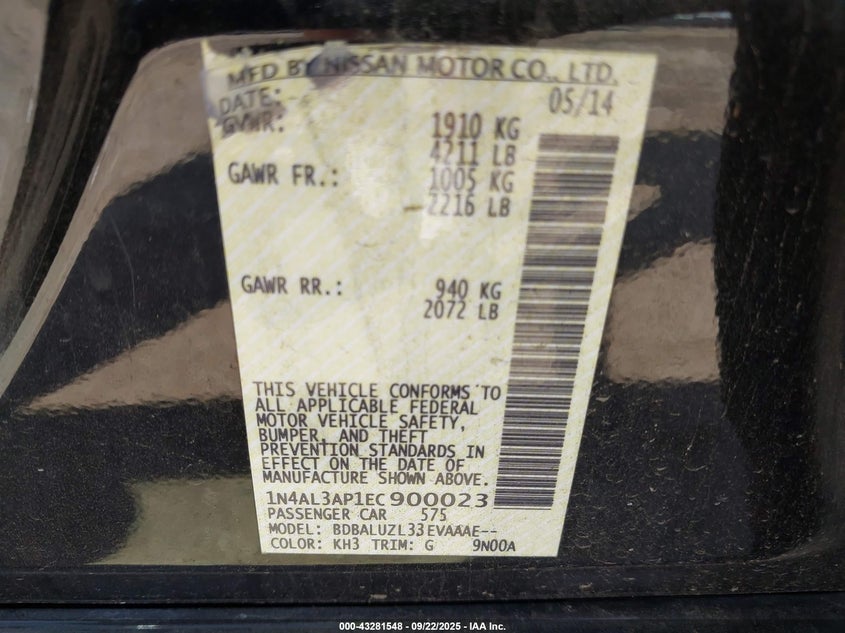 MFD BY NISSAN MOTOR CO., LTD.
DATE: 05/14
GVWR: 1910 KG
4211 LB
GAWR FR.: 1005 KG
2216 LB
GAWR RR.: 940 KG
2072 LB
THIS VEHICLE CONFORMS TO
ALL APPLICABLE FEDERAL
MOTOR VEHICLE SAFETY,
BUMPER, AND THEFT
PREVENTION STANDARDS IN
EFFECT ON THE DATE OF
MANUFACTURE SHOWN ABOVE.
1N4AL3AP1EC900023
PASSENGER CAR 575
MODEL: BDBALUZL33EVAAAE--
COLOR: KH3 TRIM: G 9N00A
000-43281548 - 09/22/2025 - IAA Inc.